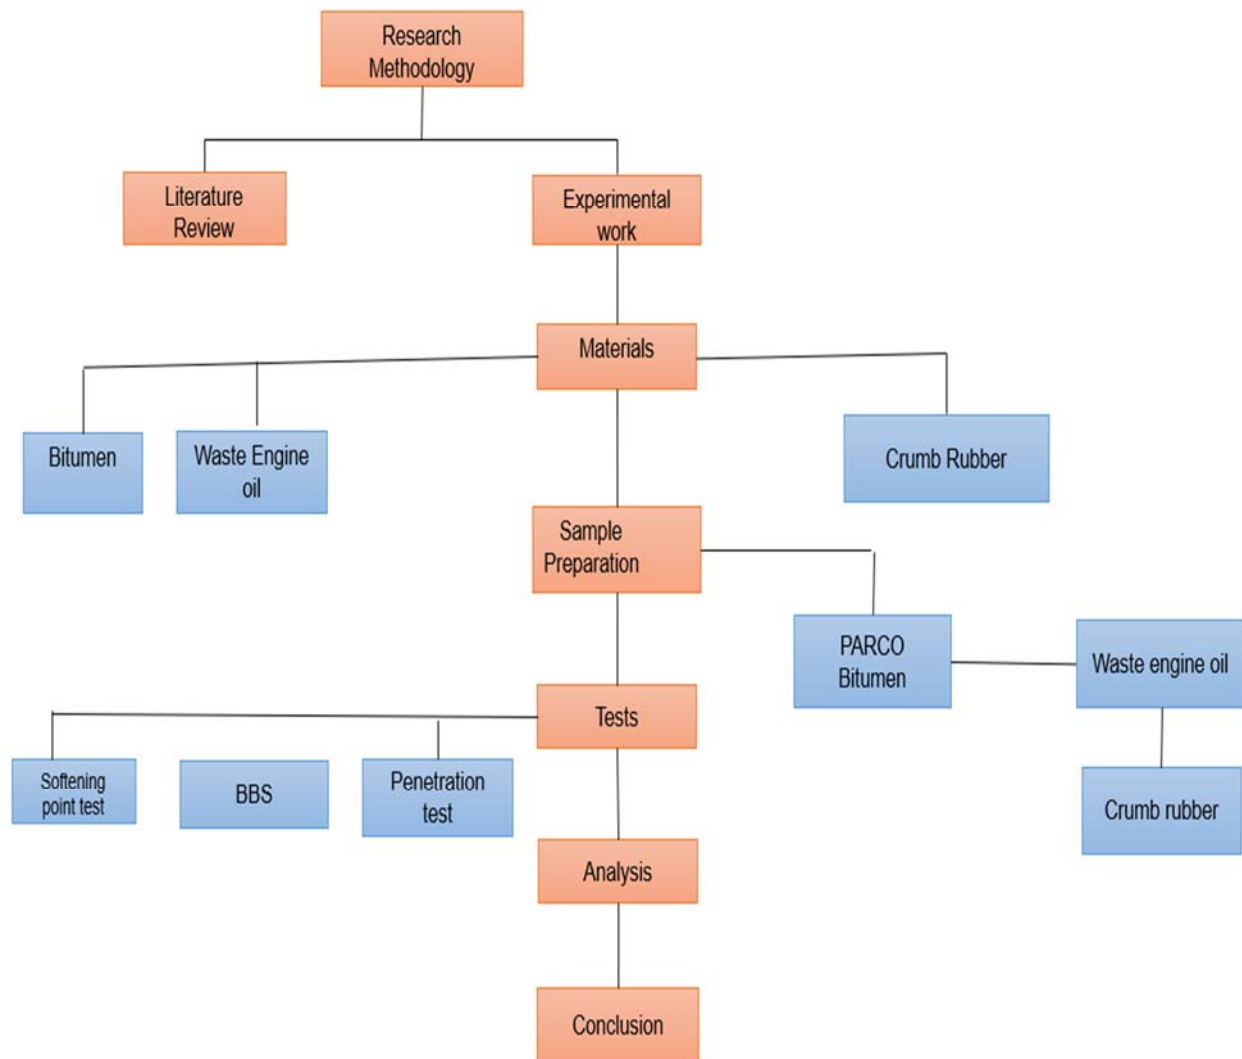 Research
Methodology
Literature
Review
Experimental
work
Materials
Bitumen
Waste Engine
oil
Crumb Rubber
Sample
Preparation
PARCO
Bitumen
Waste engine oil
Tests
Softening
point test
BBS
Penetration
test
Crumb rubber
Analysis
Conclusion